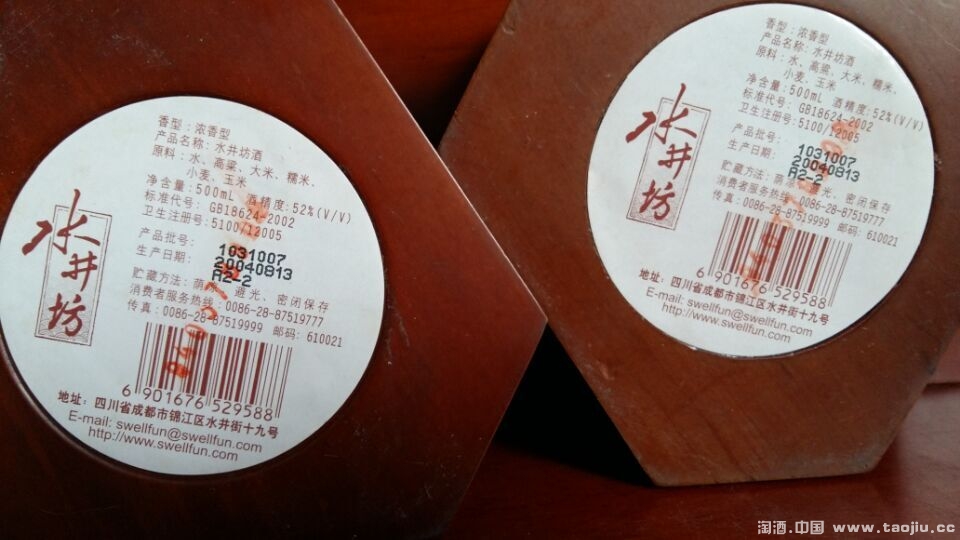 香型：浓香型
产品名称：水井坊酒
原料：水、高粱、大米、糯米、
小麦、玉米
净含量：500mL 酒精度：52%(V/V)
标准代号：GB18624-2002
卫生注册号：5100/12005
产品批号：1031007
生产日期：20040813
A2-2
贮藏方法：荫 避光、密闭保存
消费者服务热线：0086-28-87519777
传真：0086-28-87519999 邮码：610021
水井坊
6 901676 529588
地址：四川省成都市锦江区水井街十九号
E-mail: swellfun@swellfun.com
http://www.swellfun.com
香型：浓香型
产品名称：水井坊酒
原料：水、高粱、大米、糯米、
小麦、玉米
净含量：500mL 酒精度：52%(V/V)
标准代号：GB18624-2002
卫生注册号：5100/12005
产品批号：1031007
生产日期：20040813
A2-2
贮藏方法：荫 避光、密闭保存
消费者服务热线：0086-28-87519777
传真：0086-28-87519999 邮码：610021
水井坊
6 901676 529588
地址：四川省成都市锦江区水井街十九号
E-mail: swellfun@swellfun.com
http://www.swellfun.com
淘酒.中国 www.taojiu.cc